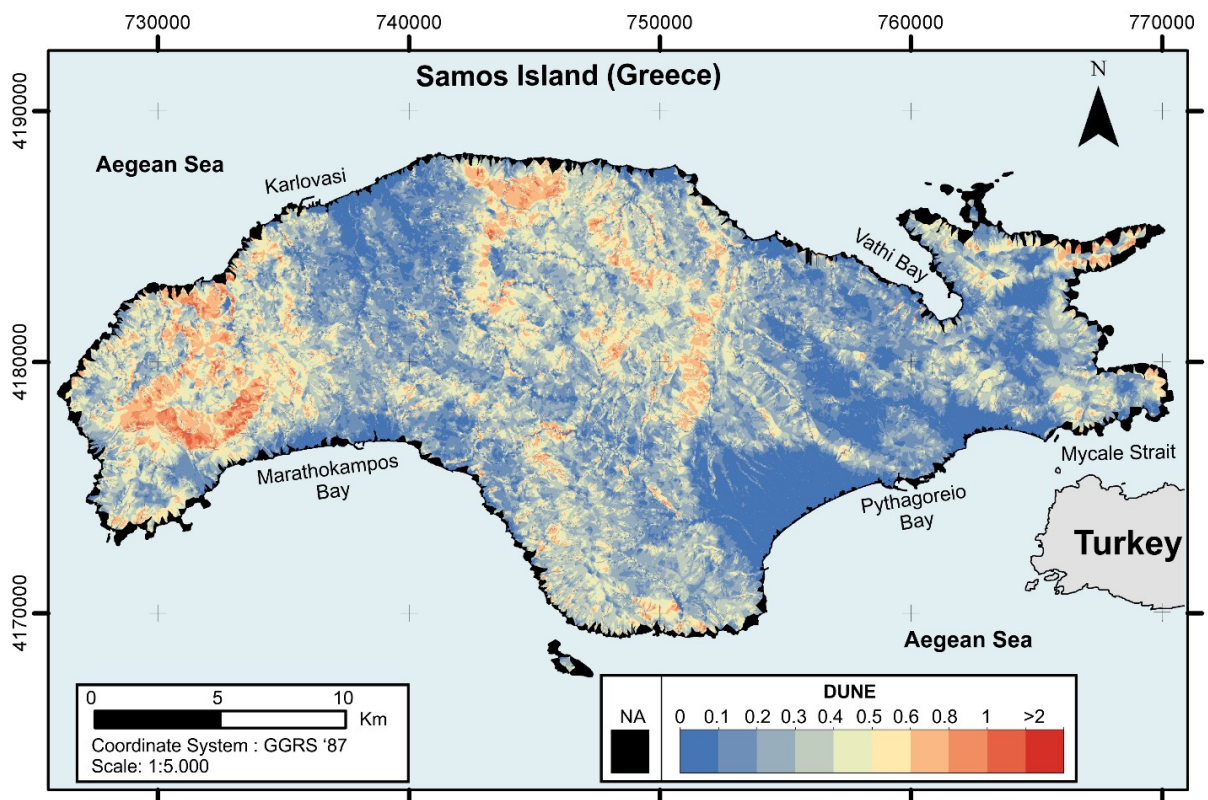 730000 740000 750000 760000 770000
Samos Island (Greece)
N
4190000
Aegean Sea
Karlovasi
Vathi Bay
4180000
Marathokampos
Bay
Mycale Strait
Pythagoreio
Bay
Turkey
4170000
Aegean Sea
0 5 10
Km
Coordinate System : GGRS ‘87
Scale: 1:5.000
DUNE
NA
0 0.1 0.2 0.3 0.4 0.5 0.6 0.8 1 >2